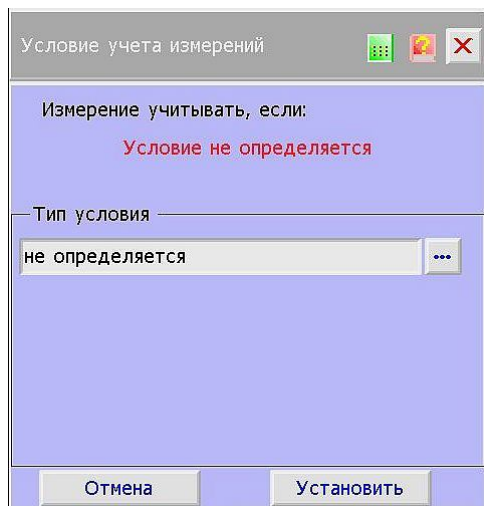 Условие учета измерений
Измерение учитывать, если:
Условие не определяется
Тип условия
не определяется
...
Отмена
Установить